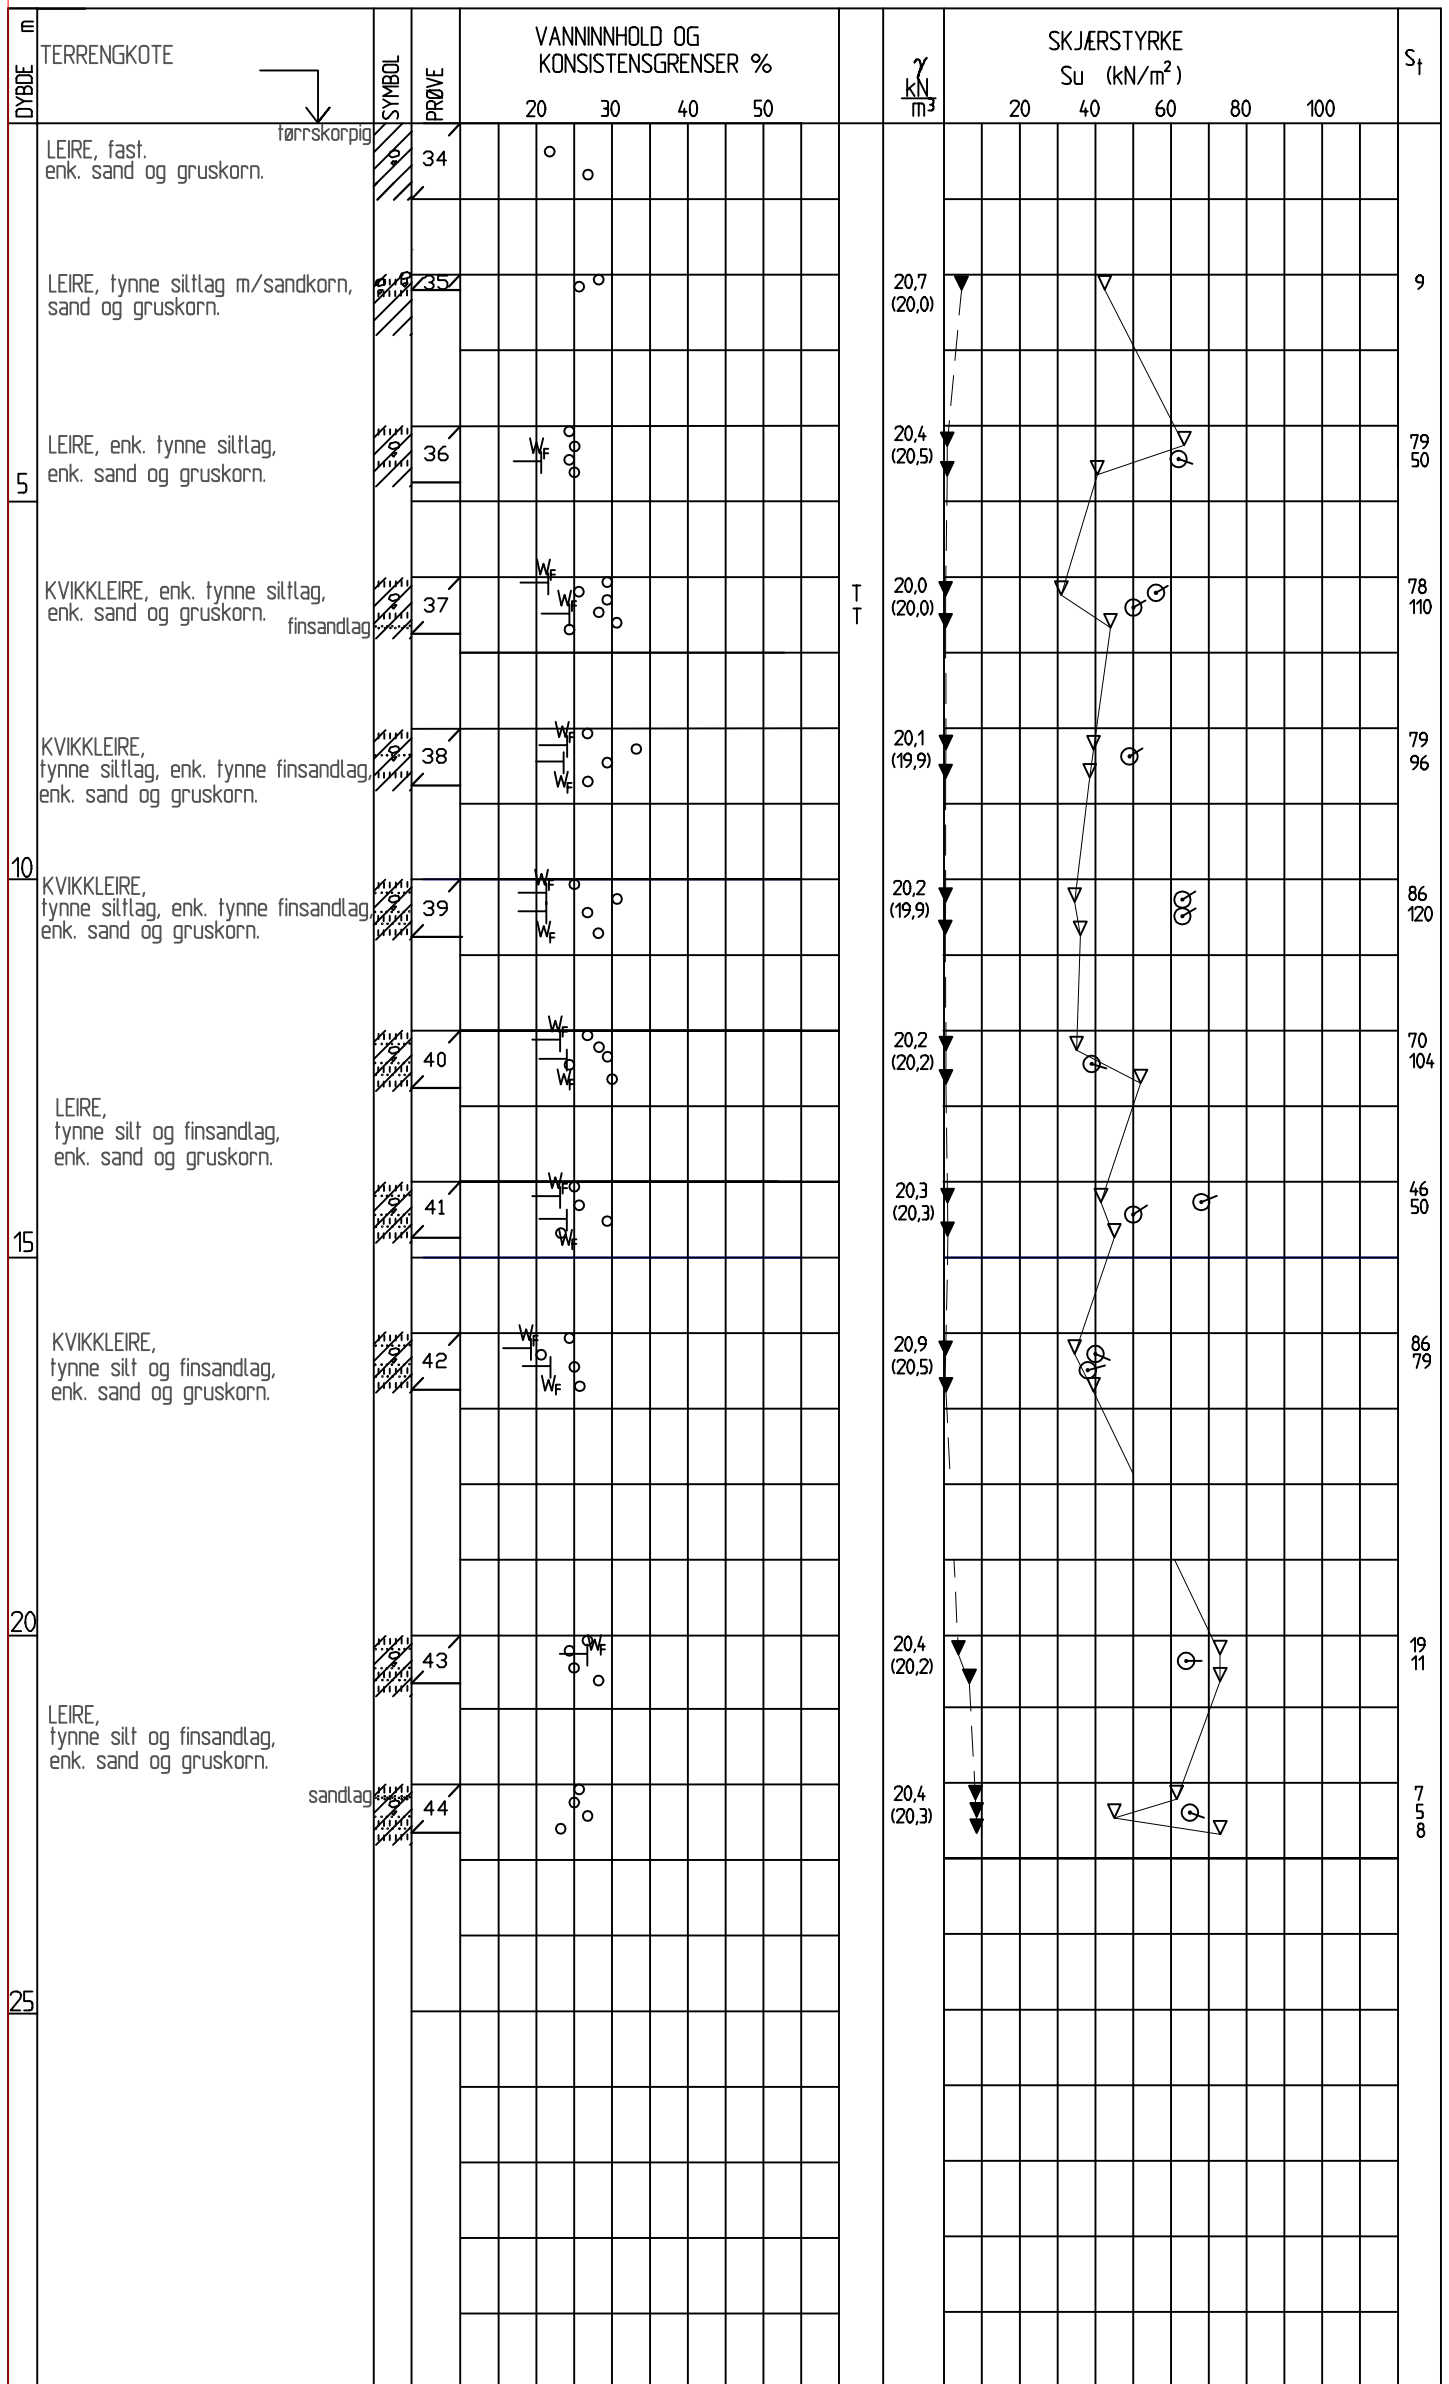 DYBDE m
TERRENGKOTE
SYMBOL
PRØVE
VANNINNHOLD OG
KONSISTENSGRENSER %
20 30 40 50
γ
kN
m³
SKJÆRSTYRKE
Su (kN/m²)
20 40 60 80 100
St
tørrskorpig
LEIRE, fast.
enk. sand og gruskorn.
34
LEIRE, tynne siltlag m/sandkorn,
sand og gruskorn.
35
20,7
(20,0)
9
LEIRE, enk. tynne siltlag,
enk. sand og gruskorn.
36
WF
20,4
(20,5)
79
50
5
KVIKKLEIRE, enk. tynne siltlag,
enk. sand og gruskorn.
finsandlag
37
WF
WF
T
T
20,0
(20,0)
78
110
KVIKKLEIRE,
tynne siltlag, enk. tynne finsandlag,
enk. sand og gruskorn.
38
WF
WF
20,1
(19,9)
79
96
10
KVIKKLEIRE,
tynne siltlag, enk. tynne finsandlag,
enk. sand og gruskorn.
39
WF
WF
20,2
(19,9)
86
120
40
WF
WF
20,2
(20,2)
70
104
LEIRE,
tynne silt og finsandlag,
enk. sand og gruskorn.
41
WF
WF
20,3
(20,3)
46
50
15
KVIKKLEIRE,
tynne silt og finsandlag,
enk. sand og gruskorn.
42
WF
WF
20,9
(20,5)
86
79
20
43
WF
20,4
(20,2)
19
11
LEIRE,
tynne silt og finsandlag,
enk. sand og gruskorn.
sandlag
44
20,4
(20,3)
7
5
8
25